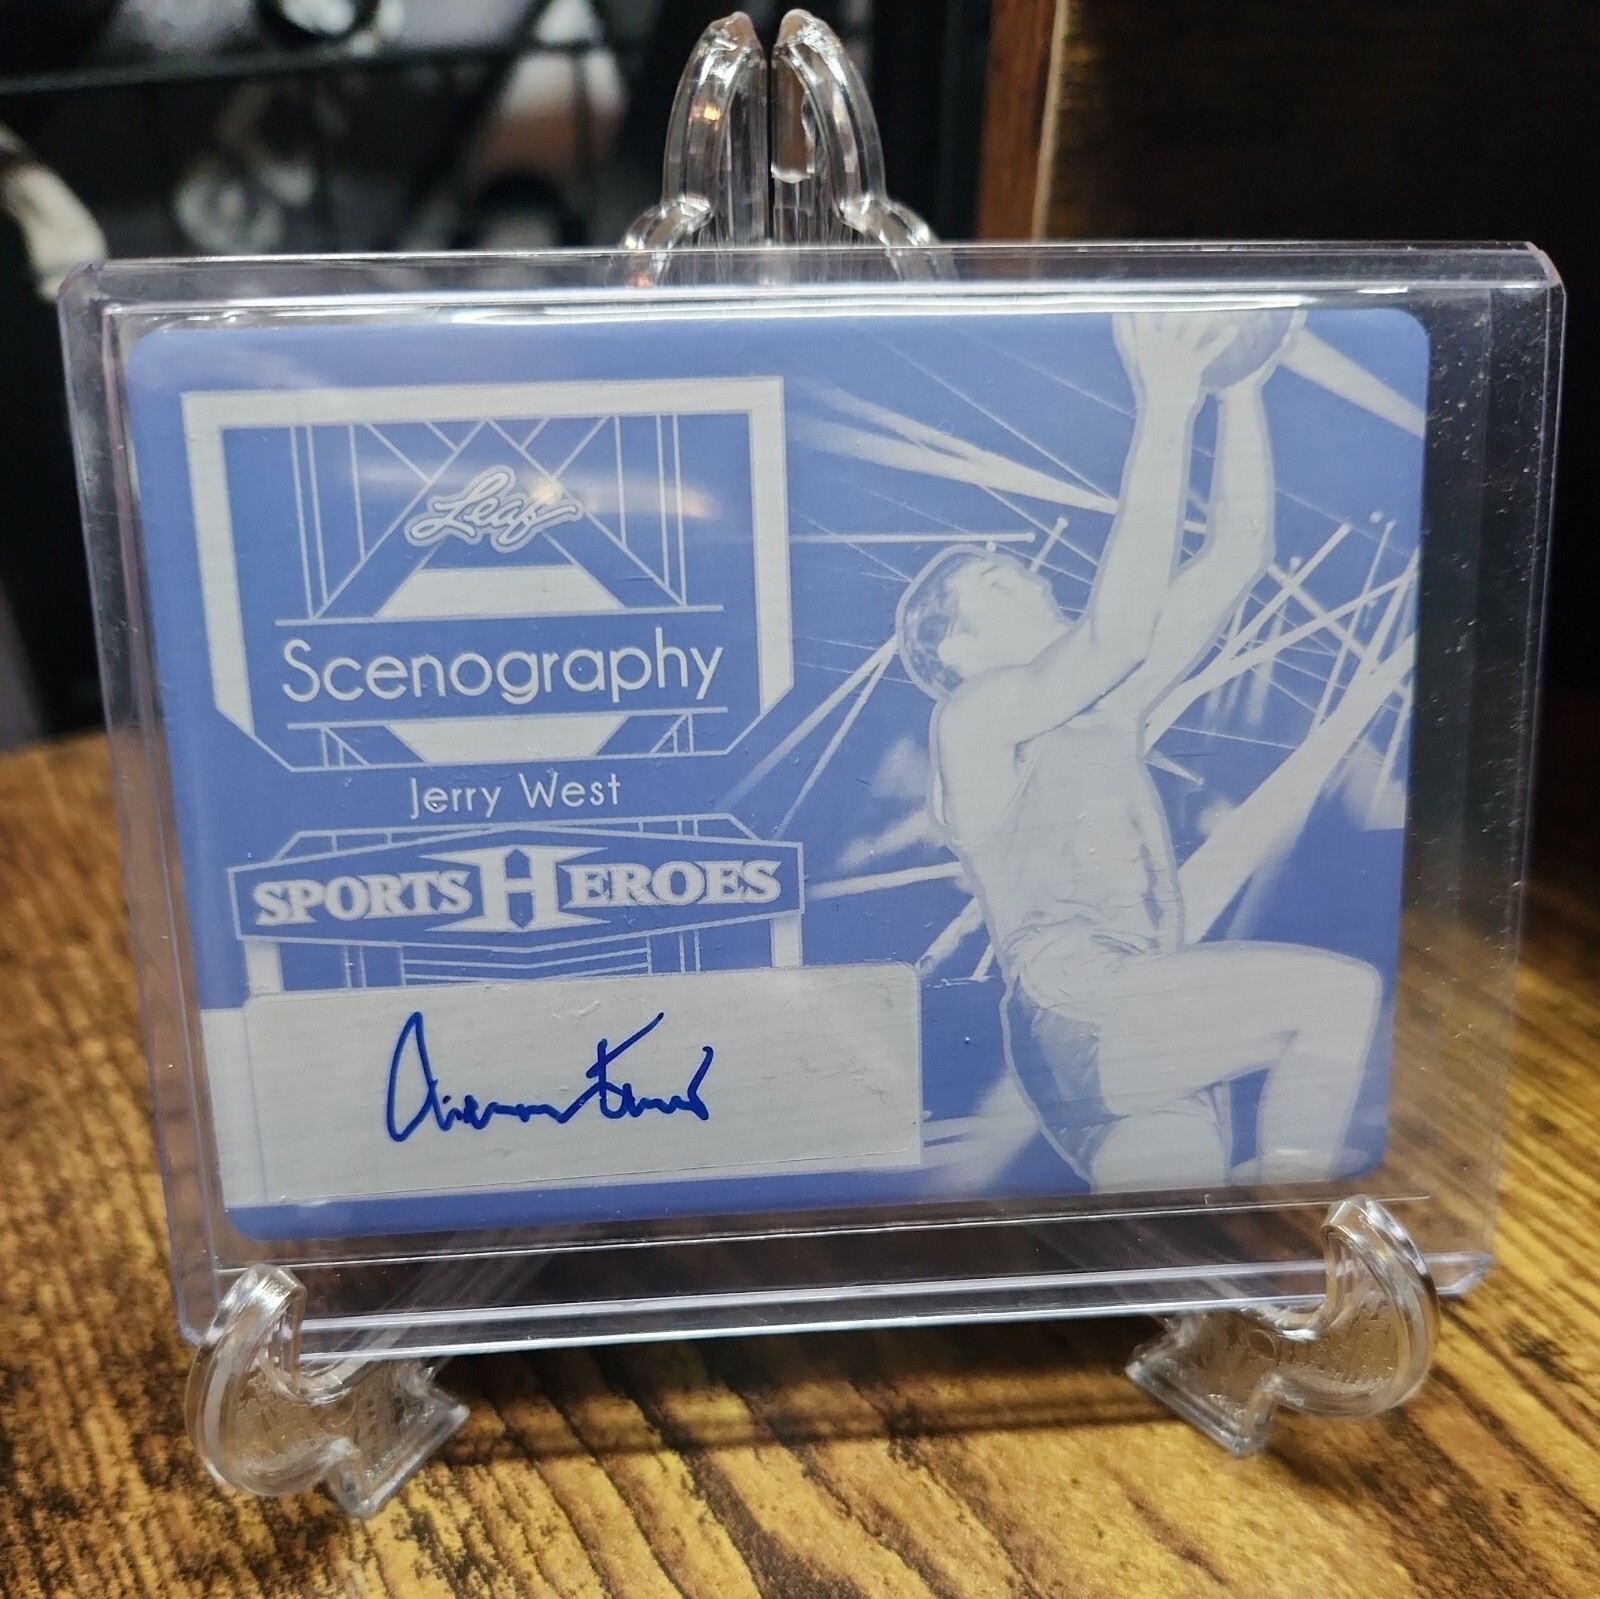 Leaf
Scenography
Jerry West
SPORTS HEROES